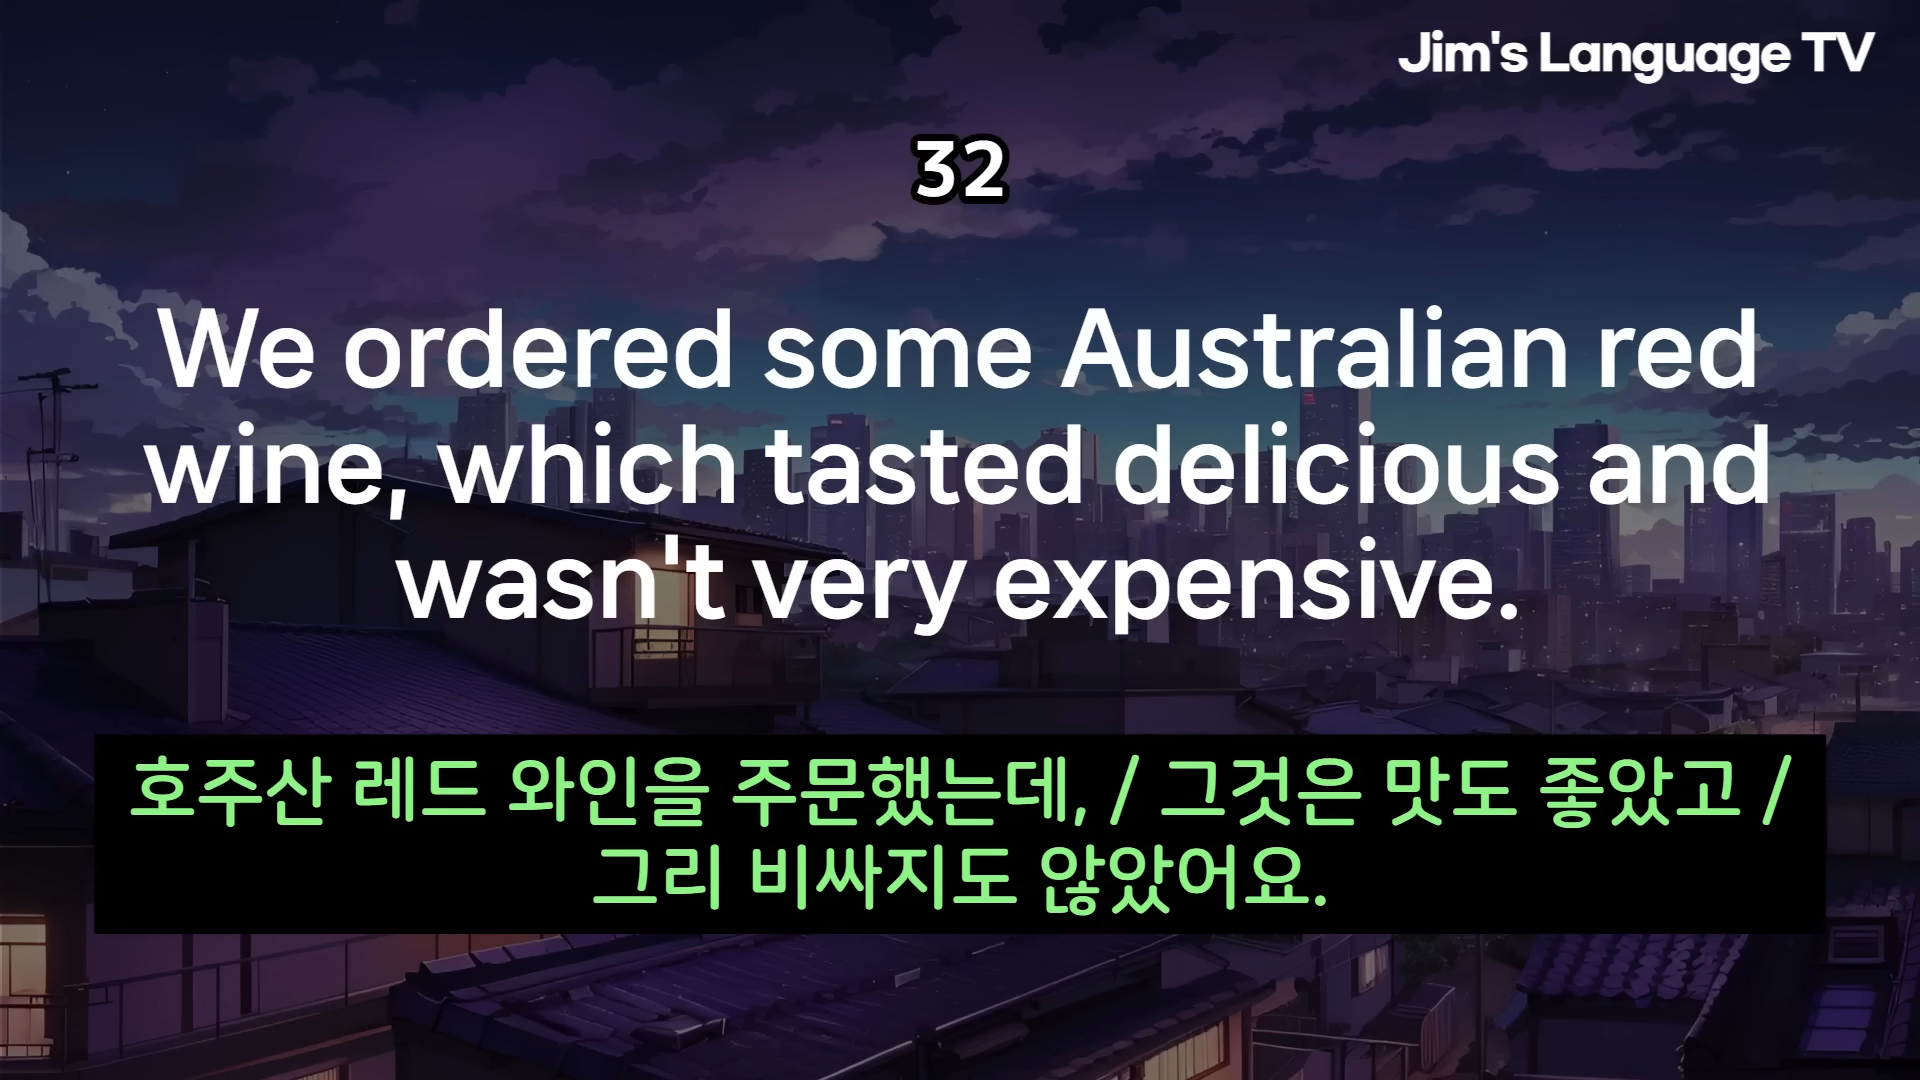 Jim's Language TV
32
We ordered some Australian red
wine, which tasted delicious and
wasn't very expensive.
호주산 레드 와인을 주문했는데, / 그것은 맛도 좋았고 /
그리 비싸지도 않았어요.